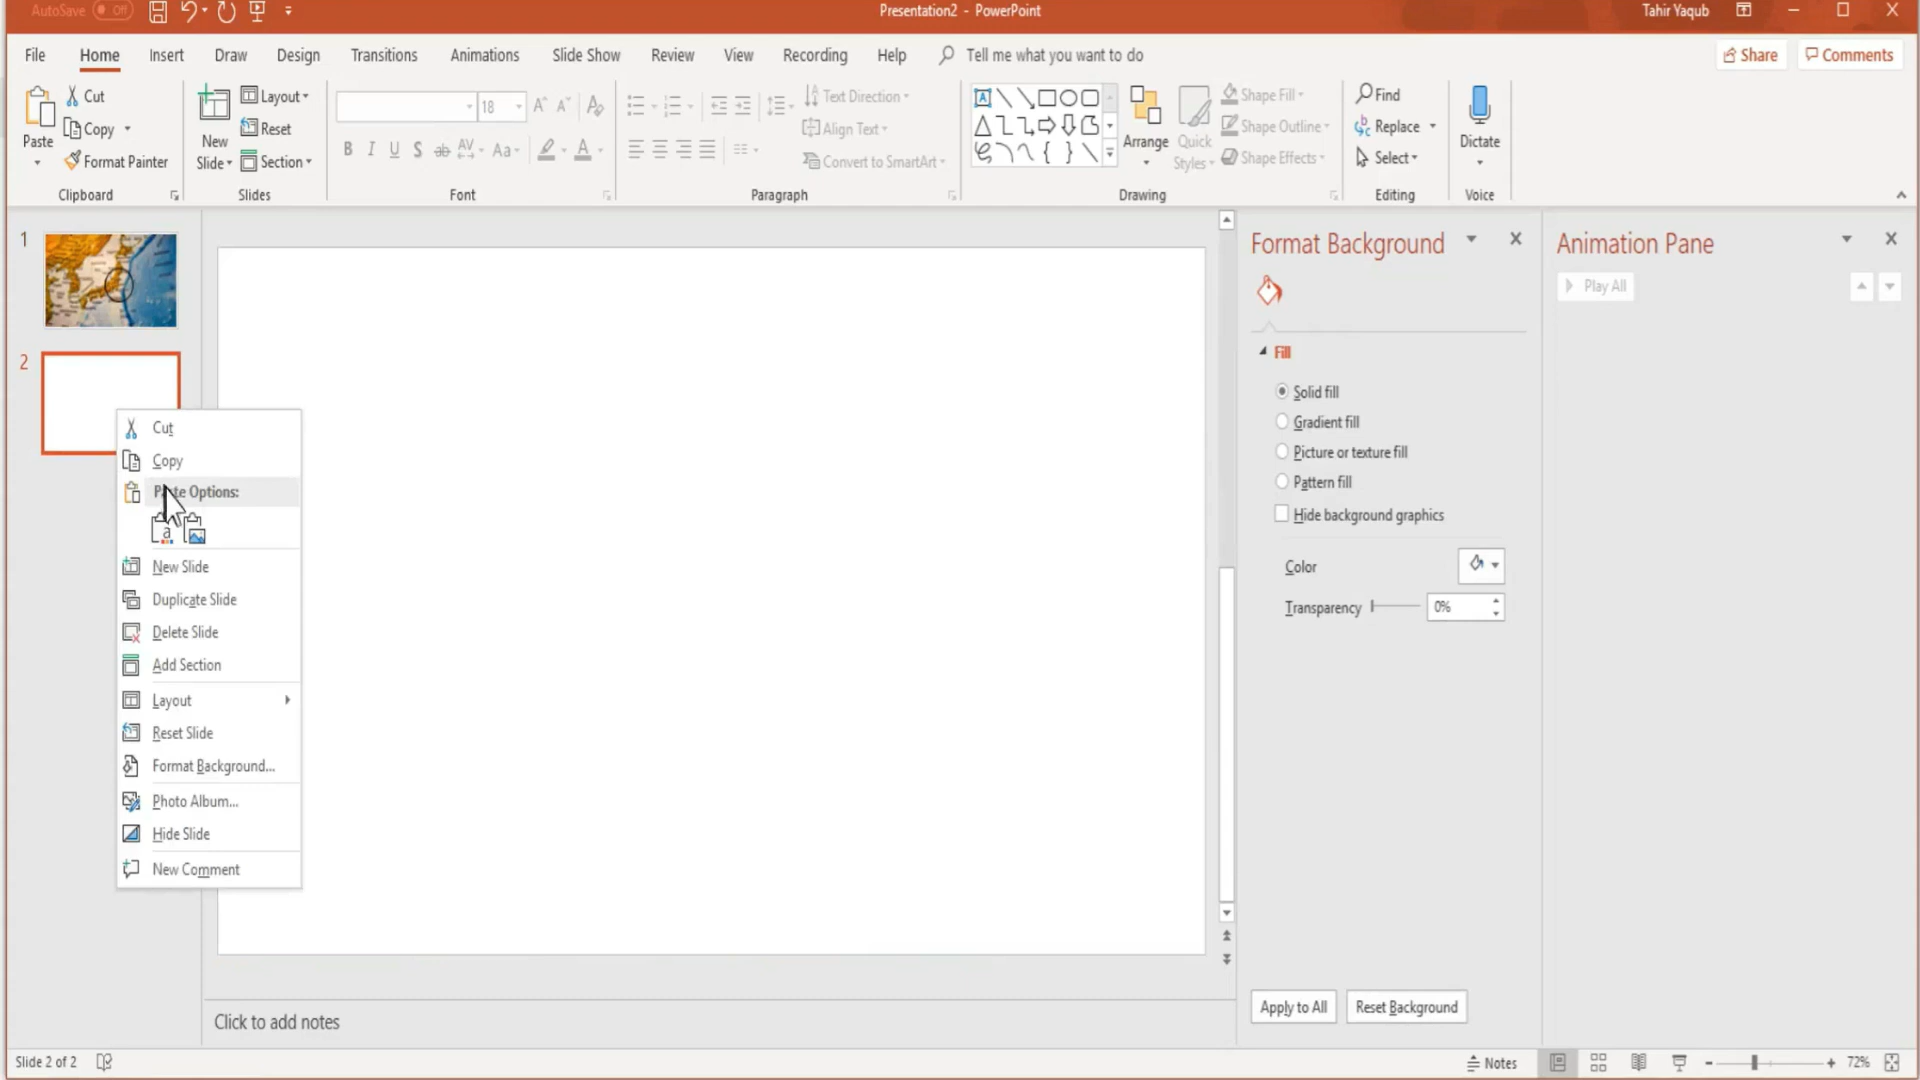 AutoSave Off
Presentation2 - PowerPoint
Tahir Yaqub
File Home Insert Draw Design Transitions Animations Slide Show Review View Recording Help Tell me what you want to do Share Comments
Paste
Cut
Copy
Format Painter
Clipboard
New Slide
Layout
Reset
Section
Slides
18
B I U S ab AV Aa A
Font
Text Direction
Align Text
Convert to SmartArt
Paragraph
Arrange
Quick Styles
Shape Fill
Shape Outline
Shape Effects
Drawing
Find
Replace
Select
Editing
Dictate
Voice
1
2
Cut
Copy
Paste Options:
New Slide
Duplicate Slide
Delete Slide
Add Section
Layout
Reset Slide
Format Background...
Photo Album...
Hide Slide
New Comment
Click to add notes
Format Background
Fill
Solid fill
Gradient fill
Picture or texture fill
Pattern fill
Hide background graphics
Color
Transparency 0%
Apply to All Reset Background
Animation Pane
Play All
Slide 2 of 2
Notes
72%